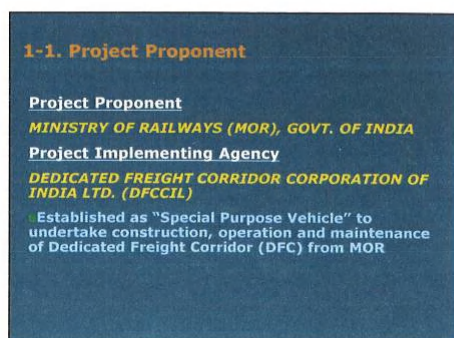 1-1. Project Proponent
Project Proponent
MINISTRY OF RAILWAYS (MOR), GOVT. OF INDIA
Project Implementing Agency
DEDICATED FREIGHT CORRIDOR CORPORATION OF
INDIA LTD. (DFCCIL)
Established as "Special Purpose Vehicle" to
undertake construction, operation and maintenance
of Dedicated Freight Corridor (DFC) from MOR